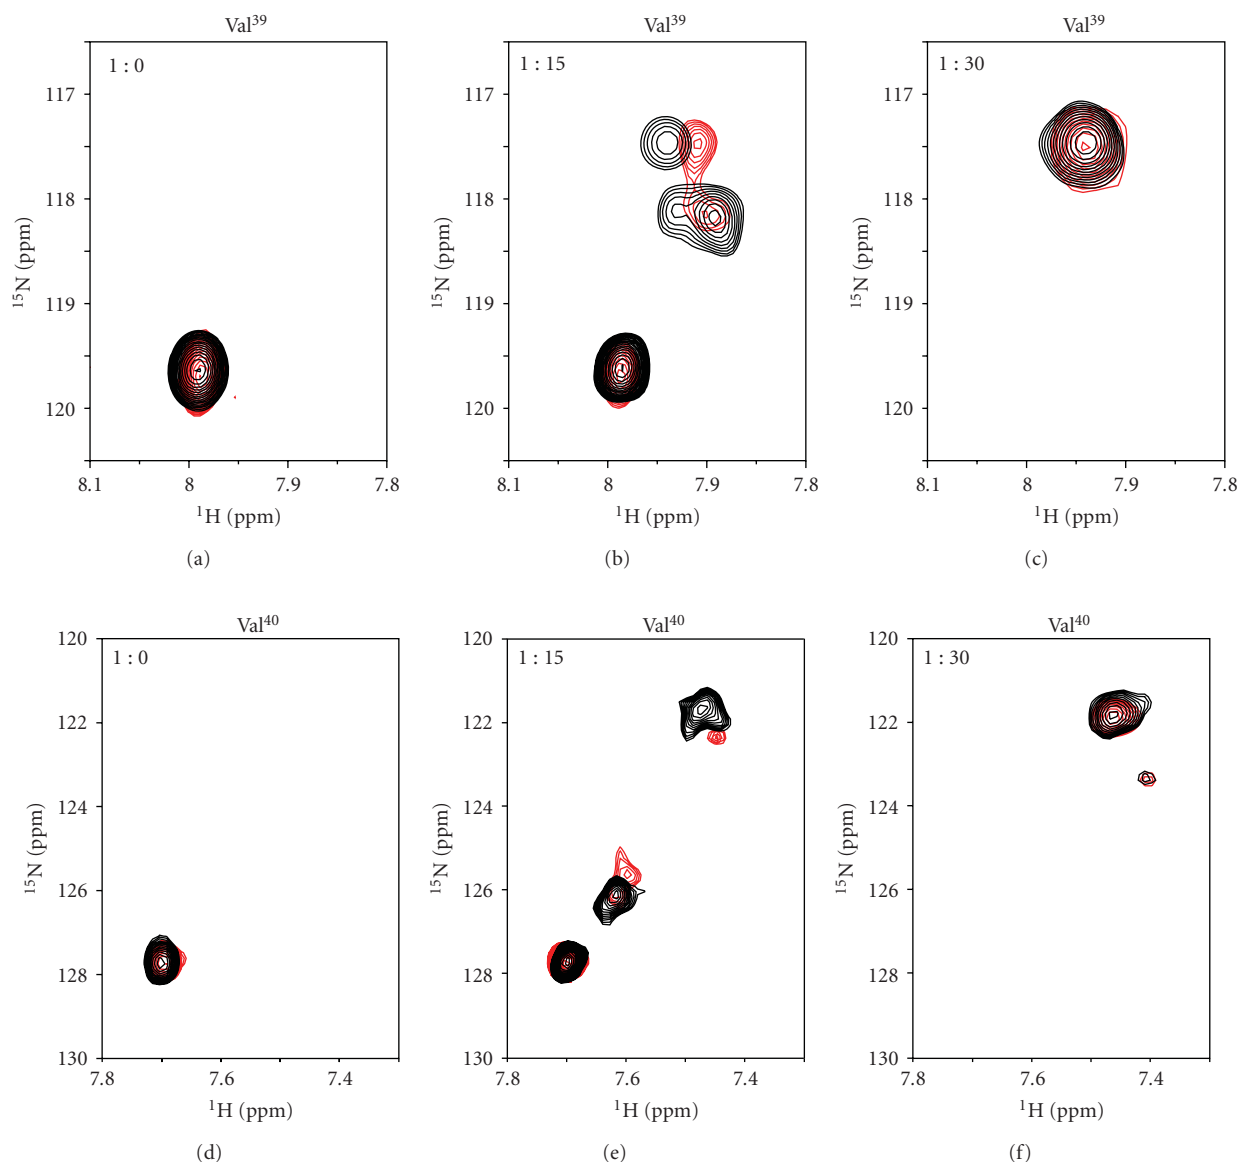 Val³⁹ Val³⁹ Val³⁹
1 : 0 1 : 15 1 : 30
117 117 117
118 118 118
119 119 119
120 120 120
¹⁵N (ppm) ¹⁵N (ppm) ¹⁵N (ppm)
8.1 8 7.9 7.8 8.1 8 7.9 7.8 8.1 8 7.9 7.8
¹H (ppm) ¹H (ppm) ¹H (ppm)
(a) (b) (c)
Val⁴⁰ Val⁴⁰ Val⁴⁰
120 120 120
1 : 0 1 : 15 1 : 30
122 122 122
124 124 124
126 126 126
128 128 128
130 130 130
¹⁵N (ppm) ¹⁵N (ppm) ¹⁵N (ppm)
7.8 7.6 7.4 7.8 7.6 7.4 7.8 7.6 7.4
¹H (ppm) ¹H (ppm) ¹H (ppm)
(d) (e) (f)